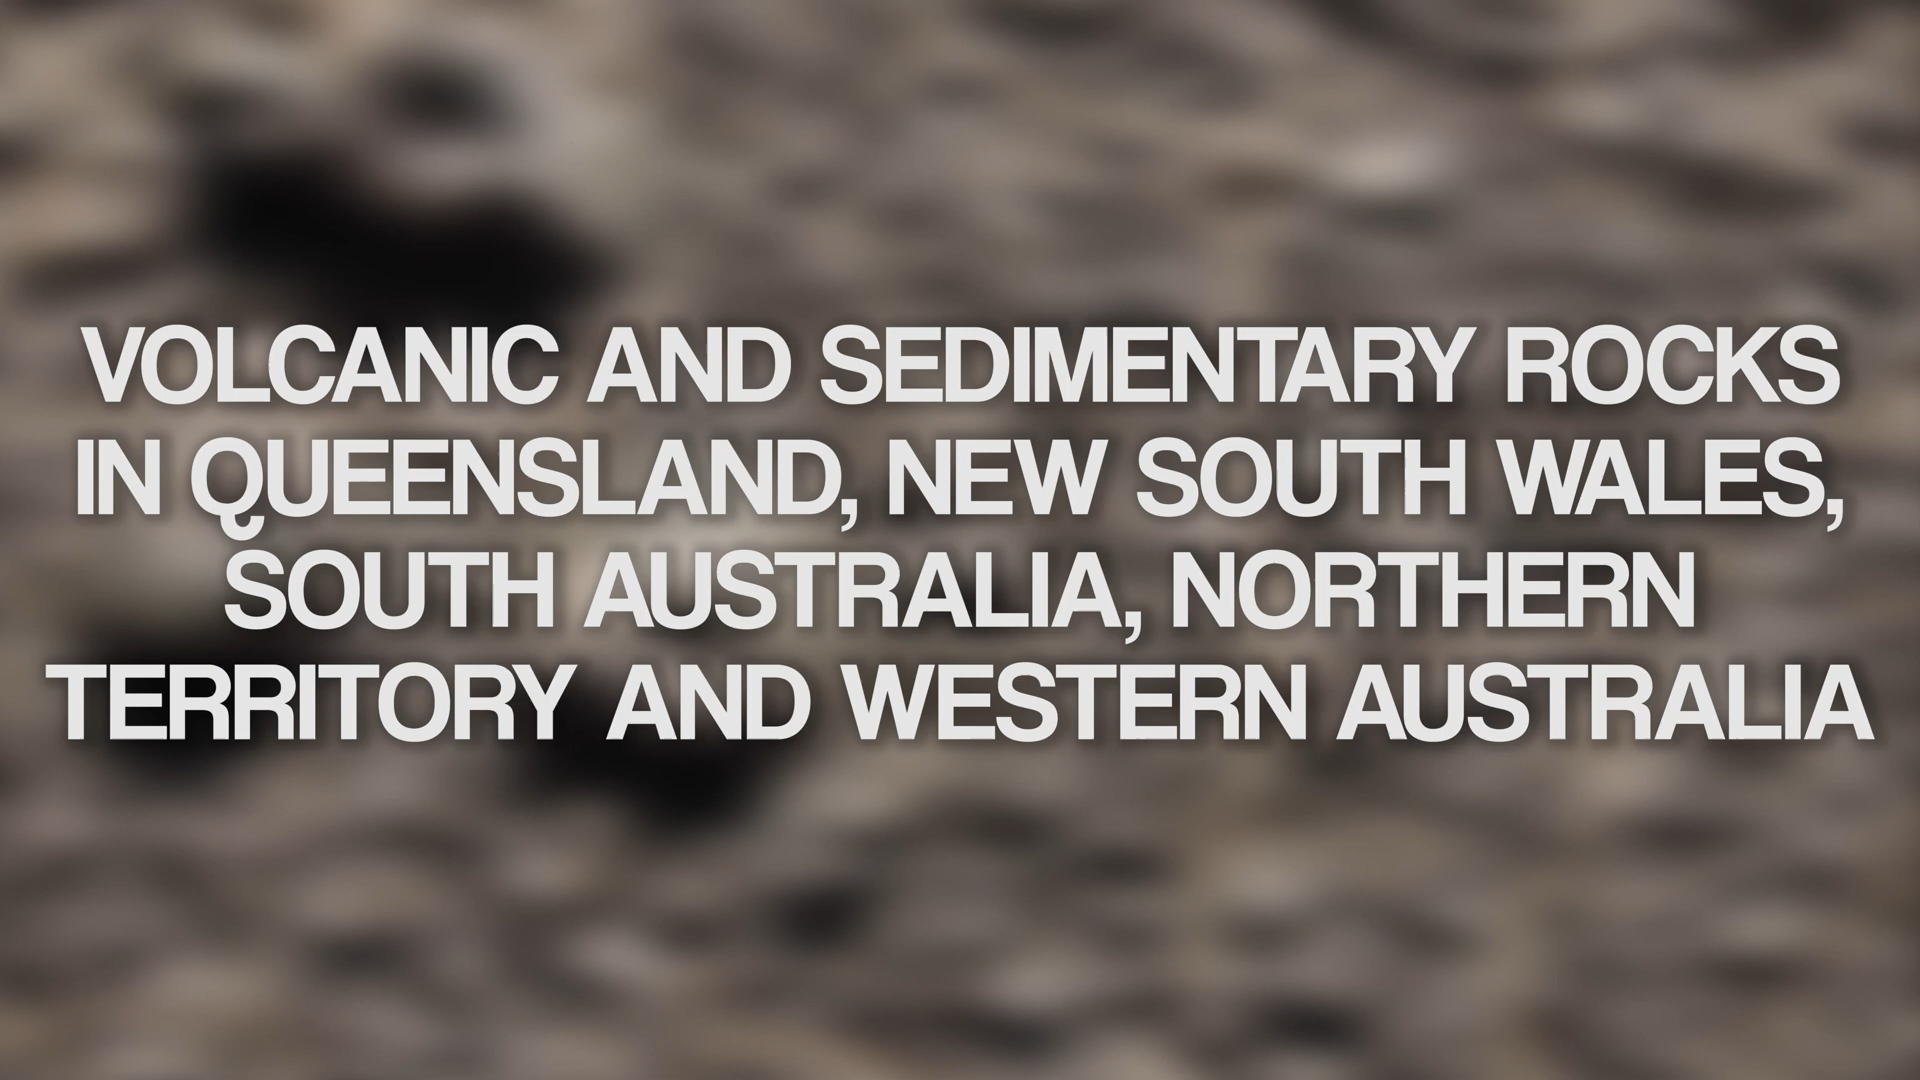 VOLCANIC AND SEDIMENTARY ROCKS
IN QUEENSLAND, NEW SOUTH WALES,
SOUTH AUSTRALIA, NORTHERN
TERRITORY AND WESTERN AUSTRALIA